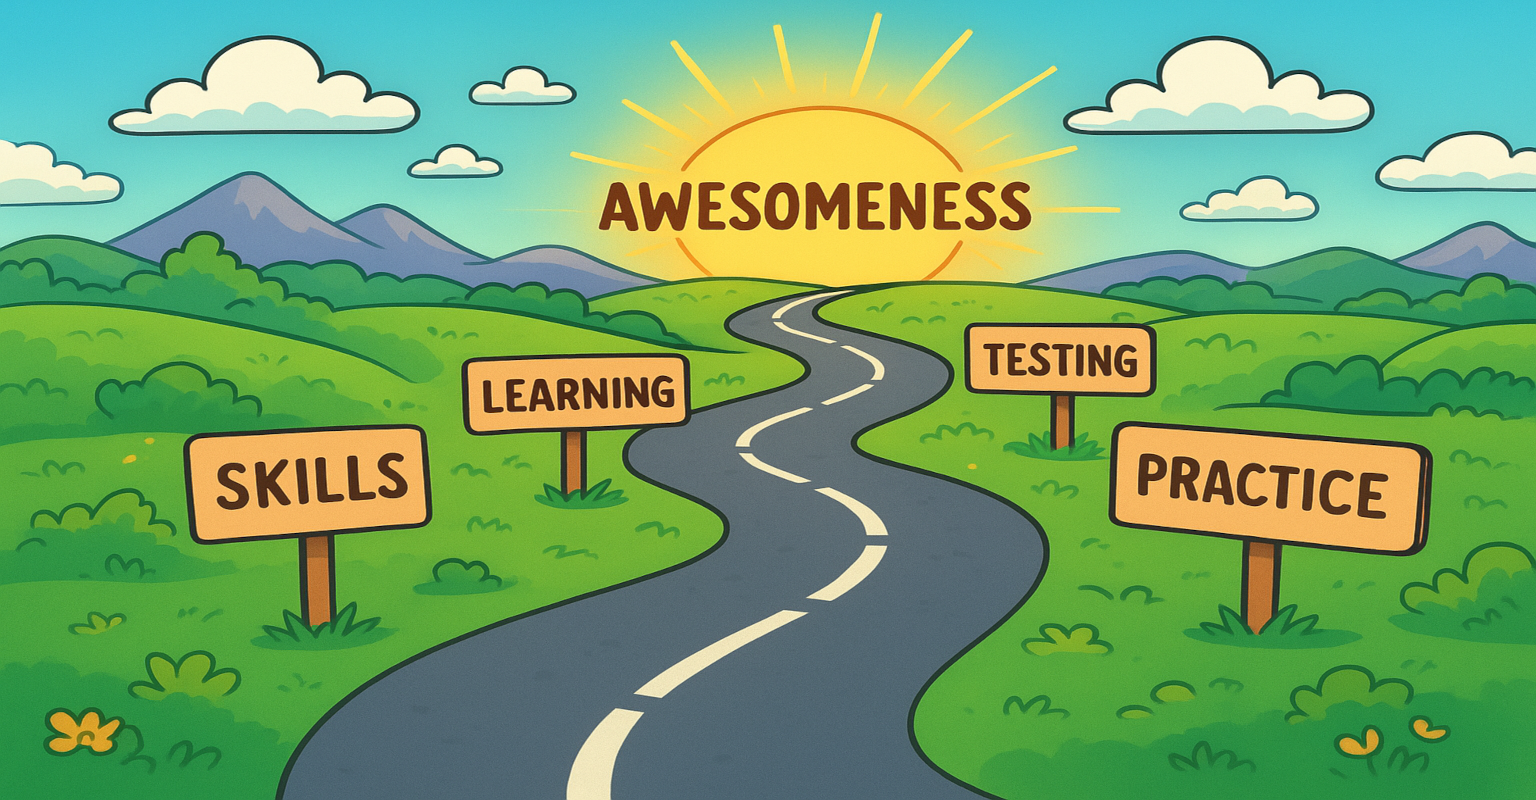 AWESOMENESS
TESTING
LEARNING
SKILLS
PRACTICE